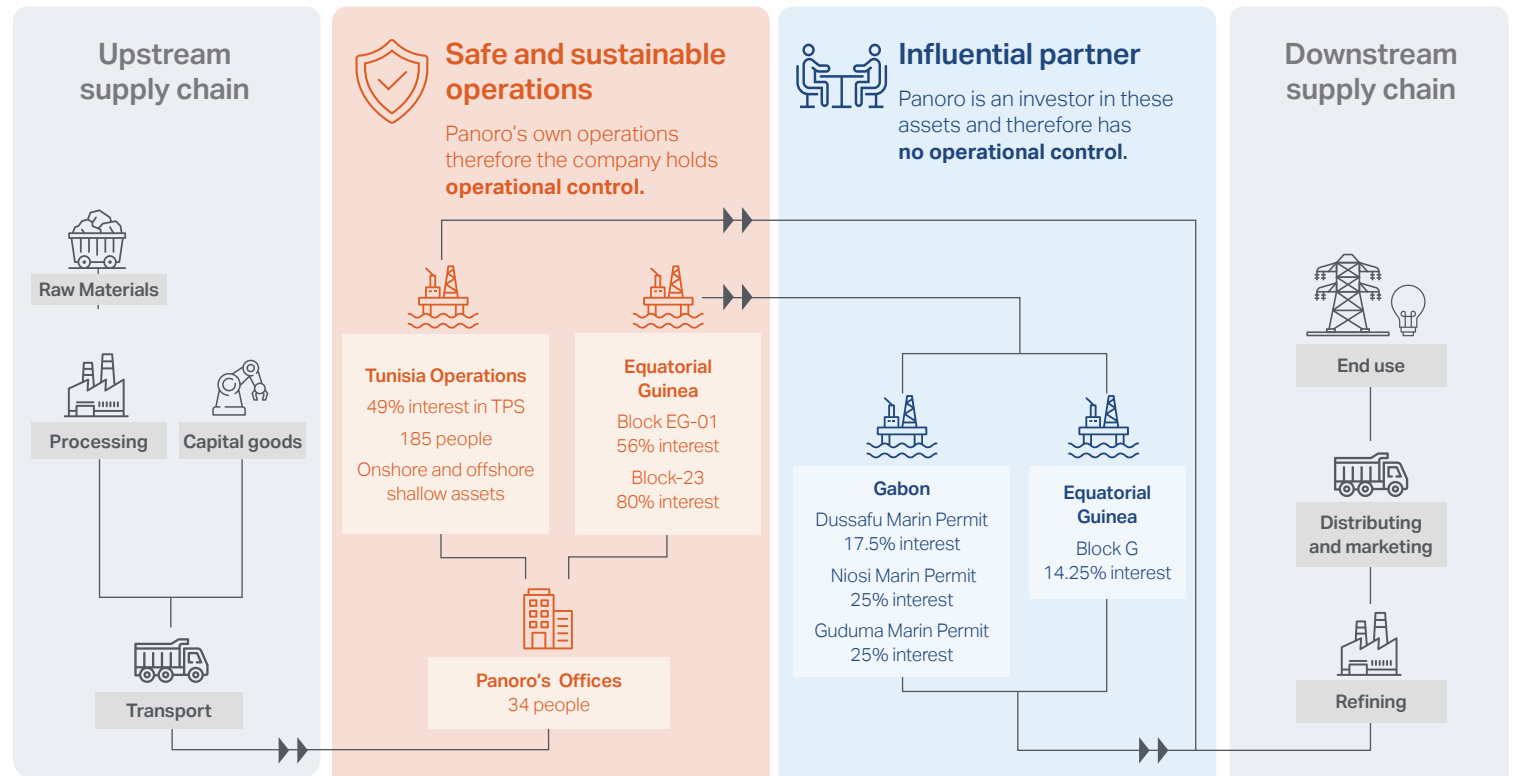 Upstream
supply chain
Raw Materials
Processing
Capital goods
Transport
Safe and sustainable
operations
Panoro’s own operations
therefore the company holds
operational control.
Tunisia Operations
49% interest in TPS
185 people
Onshore and offshore
shallow assets
Equatorial
Guinea
Block EG-01
56% interest
Block-23
80% interest
Panoro’s Offices
34 people
Influential partner
Panoro is an investor in these
assets and therefore has
no operational control.
Gabon
Dussafu Marin Permit
17.5% interest
Niosi Marin Permit
25% interest
Guduma Marin Permit
25% interest
Equatorial
Guinea
Block G
14.25% interest
Downstream
supply chain
End use
Distributing
and marketing
Refining